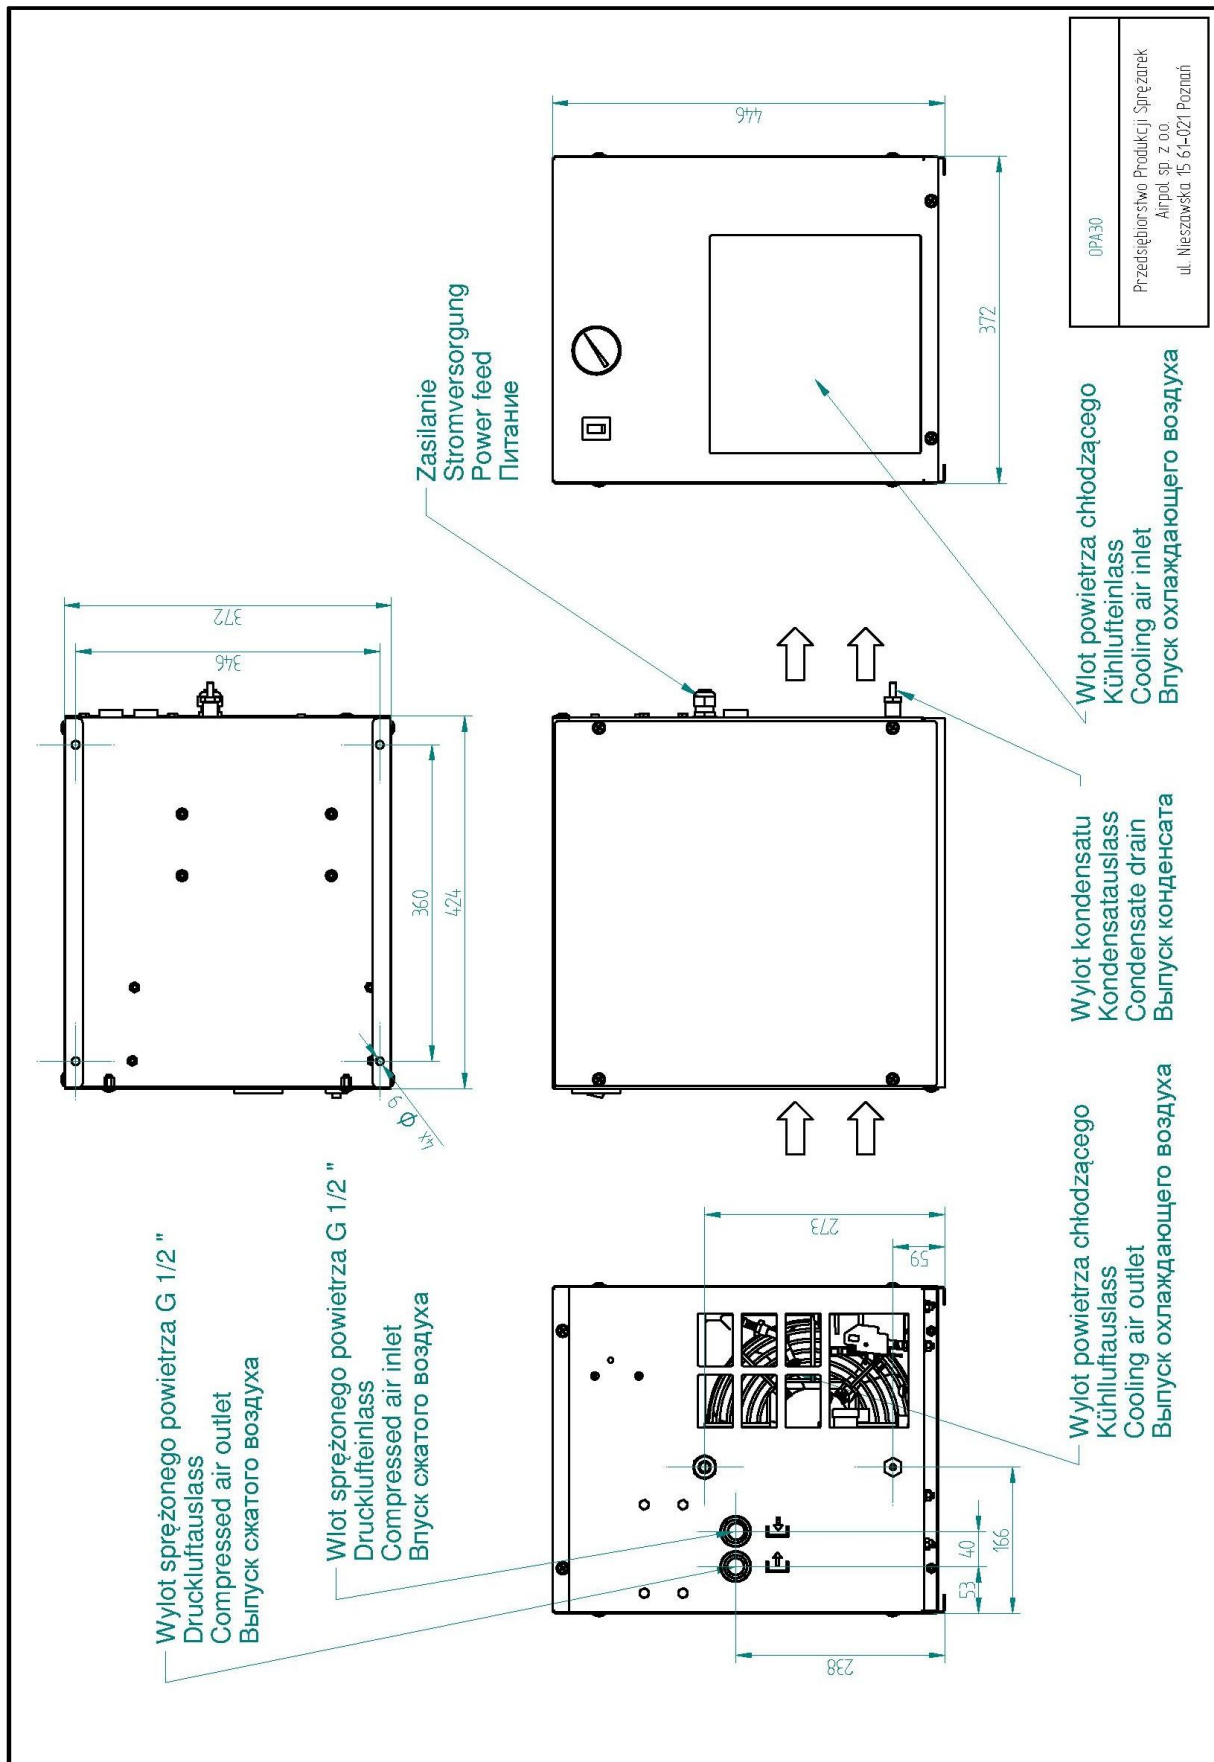 Wylot sprężonego powietrza G 1/2 "
Druckluftauslass
Compressed air outlet
Выпуск сжатого воздуха
Wlot sprężonego powietrza G 1/2 "
Drucklufteinlass
Compressed air inlet
Впуск сжатого воздуха
4x Φ 9
360
424
346
372
Zasilanie
Stromversorgung
Power feed
Питание
446
372
238
53
40
166
59
273
Wylot powietrza chłodzącego
Kühlluftauslass
Cooling air outlet
Выпуск охлаждающего воздуха
Wylot kondensatu
Kondensatauslass
Condensate drain
Выпуск конденсата
Wlot powietrza chłodzącego
Kühllufteinlass
Cooling air inlet
Впуск охлаждающего воздуха
OPA30
Przedsiębiorstwo Produkcji Sprężarek
Airpol sp. z o.o.
ul. Nieszawska 15 61-021 Poznań